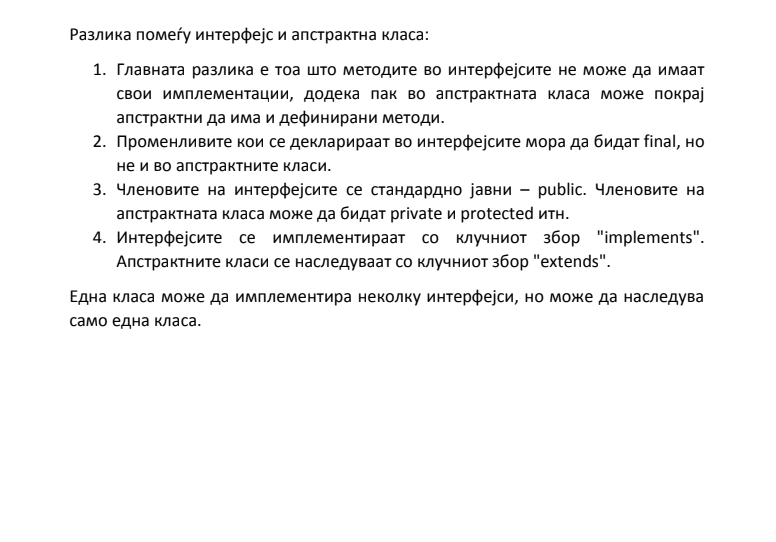 Разлика помеѓу интерфејс и апстрактна класа:
1. Главната разлика е тоа што методите во интерфејсите не може да имаат
свои имплементации, додека пак во апстрактната класа може покрај
апстрактни да има и дефинирани методи.
2. Променливите кои се декларираат во интерфејсите мора да бидат final, но
не и во апстрактните класи.
3. Членовите на интерфејсите се стандардно јавни – public. Членовите на
апстрактната класа може да бидат private и protected итн.
4. Интерфејсите се имплементираат со клучниот збор "implements".
Апстрактните класи се наследуваат со клучниот збор "extends".
Една класа може да имплементира неколку интерфејси, но може да наследува
само една класа.